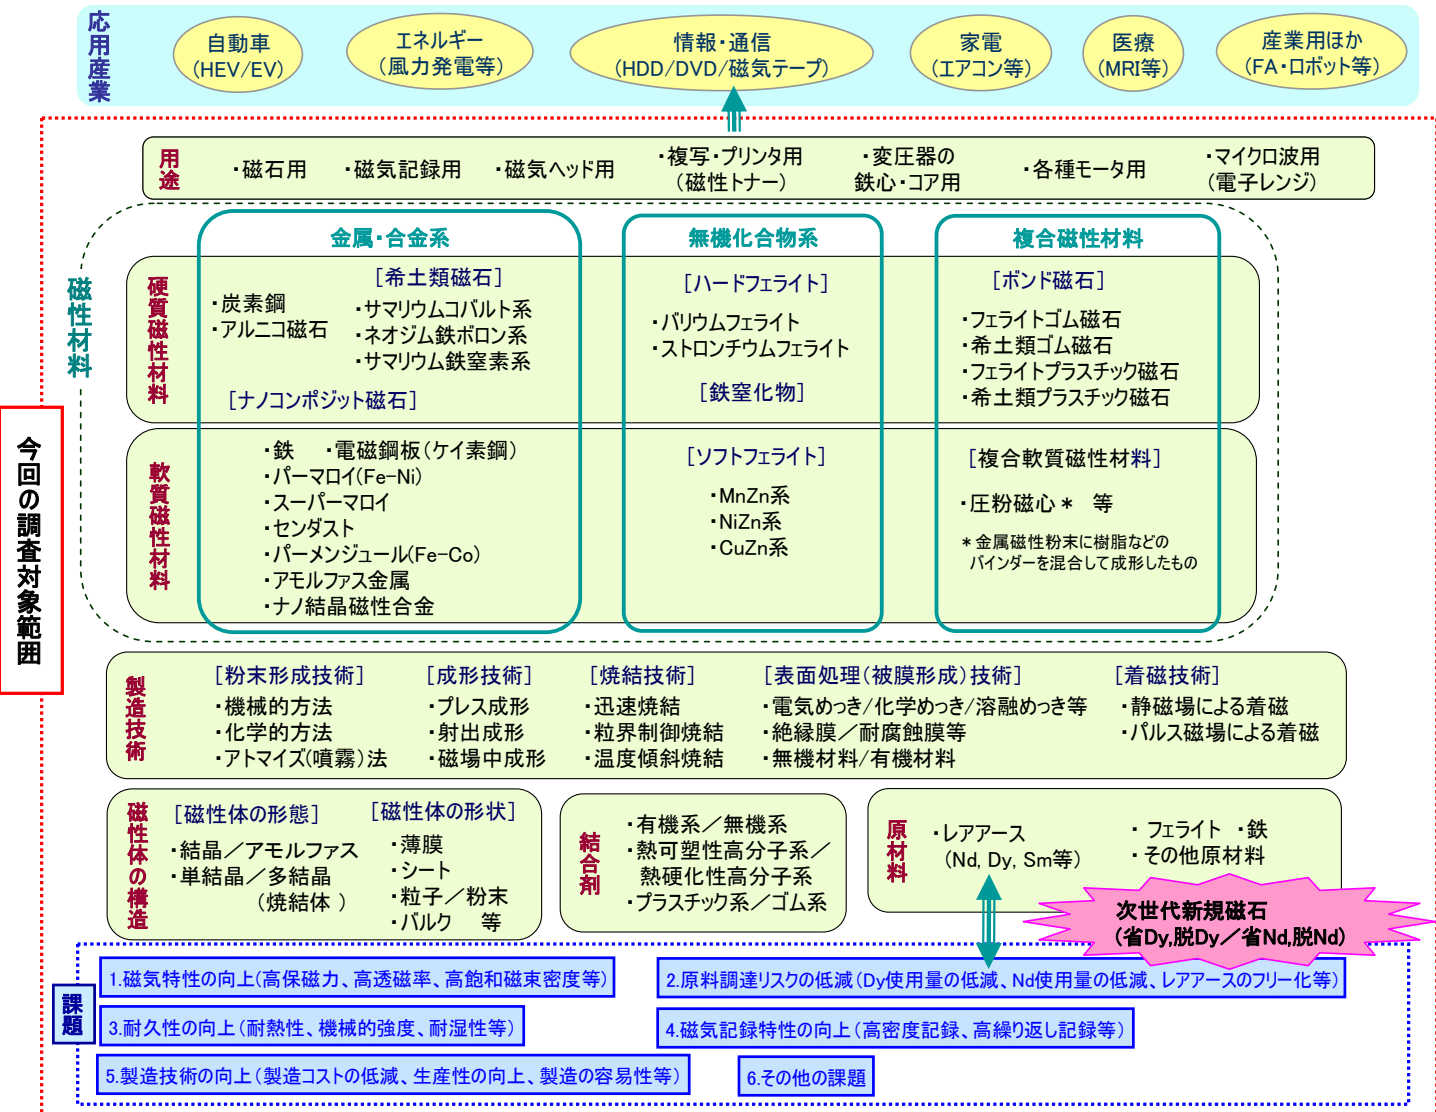 応用産業
自動車
(HEV/EV)
エネルギー
(風力発電等)
情報・通信
(HDD/DVD/磁気テープ)
家電
(エアコン等)
医療
(MRI等)
産業用ほか
(FA・ロボット等)
今回の調査対象範囲
用途
・磁石用
・磁気記録用
・磁気ヘッド用
・複写・プリンタ用
(磁性トナー)
・変圧器の
鉄心・コア用
・各種モータ用
・マイクロ波用
(電子レンジ)
磁性材料
金属・合金系
無機化合物系
複合磁性材料
硬質磁性材料
・炭素鋼
・アルニコ磁石
[希土類磁石]
・サマリウムコバルト系
・ネオジム鉄ボロン系
・サマリウム鉄窒素系
[ナノコンポジット磁石]
[ハードフェライト]
・バリウムフェライト
・ストロンチウムフェライト
[鉄窒化物]
[ボンド磁石]
・フェライトゴム磁石
・希土類ゴム磁石
・フェライトプラスチック磁石
・希土類プラスチック磁石
軟質磁性材料
・鉄 ・電磁鋼板(ケイ素鋼)
・パーマロイ(Fe-Ni)
・スーパーマロイ
・センダスト
・パーメンジュール(Fe-Co)
・アモルファス金属
・ナノ結晶磁性合金
[ソフトフェライト]
・MnZn系
・NiZn系
・CuZn系
[複合軟質磁性材料]
・圧粉磁心* 等
*金属磁性粉末に樹脂などの
バインダーを混合して成形したもの
製造技術
[粉末形成技術]
・機械的方法
・化学的方法
・アトマイズ(噴霧)法
[成形技術]
・プレス成形
・射出成形
・磁場中成形
[焼結技術]
・迅速焼結
・粒界制御焼結
・温度傾斜焼結
[表面処理(被膜形成)技術]
・電気めっき/化学めっき/溶融めっき等
・絶縁膜/耐腐蝕膜等
・無機材料/有機材料
[着磁技術]
・静磁場による着磁
・パルス磁場による着磁
磁性体の構造
[磁性体の形態]
・結晶/アモルファス
・単結晶/多結晶
(焼結体 )
[磁性体の形状]
・薄膜
・シート
・粒子/粉末
・バルク 等
結合剤
・有機系/無機系
・熱可塑性高分子系/
熱硬化性高分子系
・プラスチック系/ゴム系
原材料
・レアアース
(Nd, Dy, Sm等)
・ フェライト ・鉄
・その他原材料
次世代新規磁石
(省Dy,脱Dy/省Nd,脱Nd)
課題
1.磁気特性の向上(高保磁力、高透磁率、高飽和磁束密度等)
2.原料調達リスクの低減(Dy使用量の低減、Nd使用量の低減、レアアースのフリー化等)
3.耐久性の向上(耐熱性、機械的強度、耐湿性等)
4.磁気記録特性の向上(高密度記録、高繰り返し記録等)
5.製造技術の向上(製造コストの低減、生産性の向上、製造の容易性等)
6.その他の課題